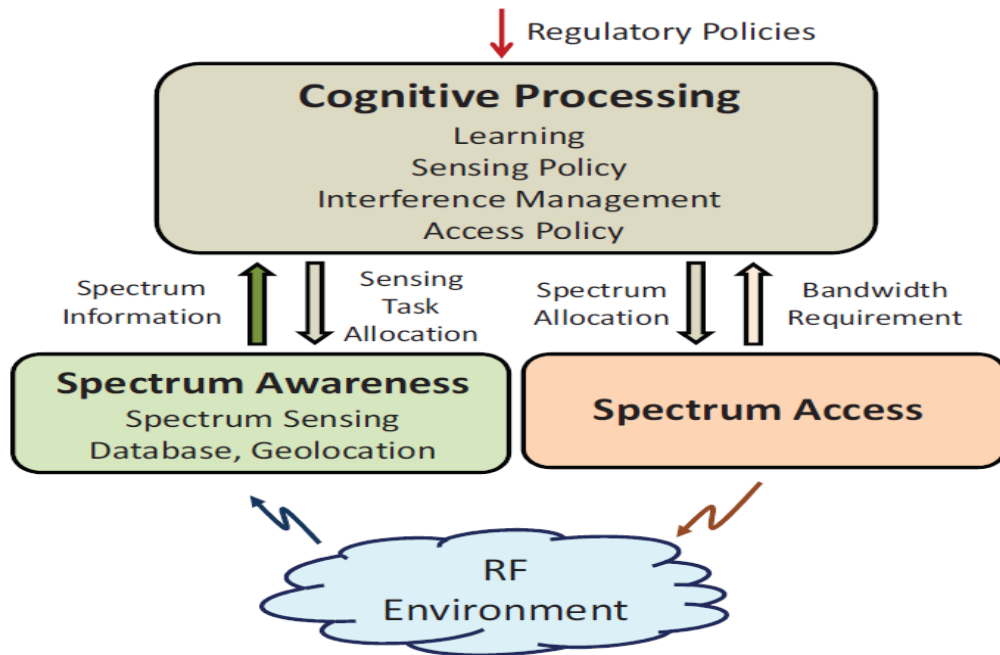 Regulatory Policies
Cognitive Processing
Learning
Sensing Policy
Interference Management
Access Policy
Spectrum
Information
Sensing
Task
Allocation
Spectrum
Allocation
Bandwidth
Requirement
Spectrum Awareness
Spectrum Sensing
Database, Geolocation
Spectrum Access
RF
Environment